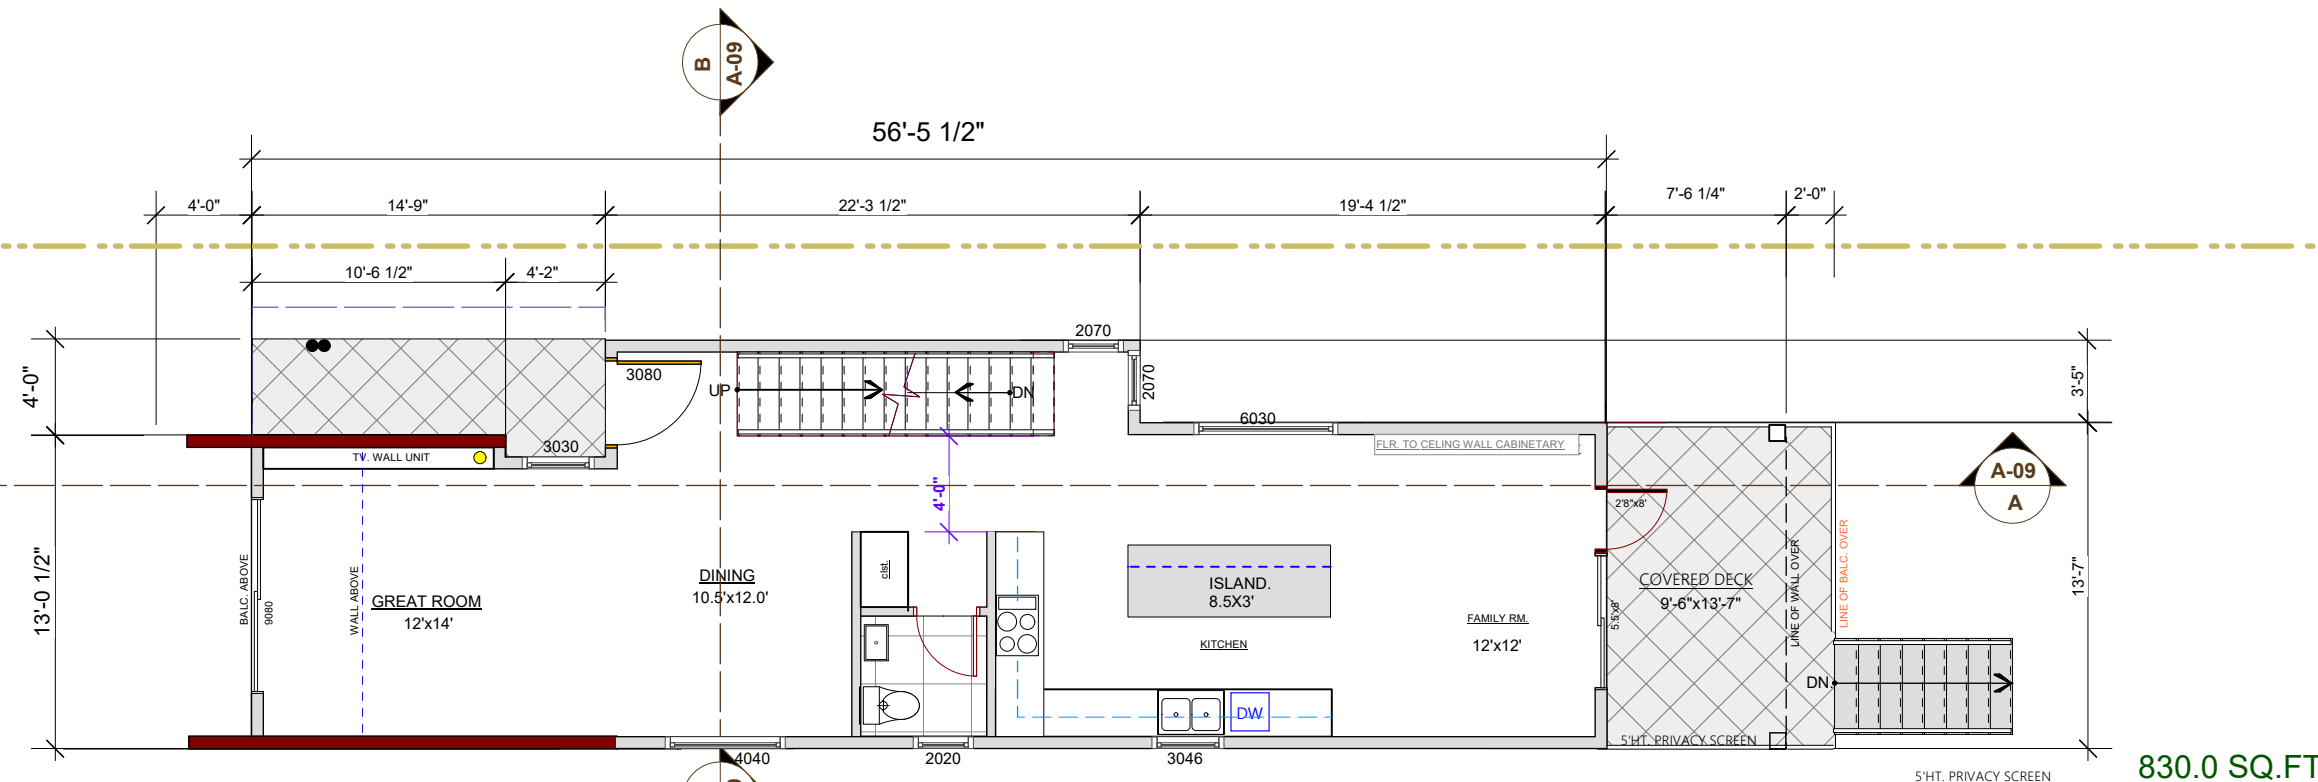 B
A-09
56'-5 1/2"
4'-0"
14'-9"
22'-3 1/2"
19'-4 1/2"
7'-6 1/4"
2'-0"
10'-6 1/2"
4'-2"
2070
4'-0"
3080
UP
DN
2070
3'-5"
6030
FLR. TO CELING WALL CABINETARY
3030
TV. WALL UNIT
4'-0"
A-09
A
2'8"x8'
13'-0 1/2"
BALC. ABOVE
9080
WALL ABOVE
GREAT ROOM
12'x14'
DINING
10.5'x12.0'
clst.
ISLAND.
8.5X3'
KITCHEN
FAMILY RM.
12'x12'
5.5'x8'
COVERED DECK
9'-6"x13'-7"
LINE OF WALL OVER
LINE OF BALC. OVER
13'-7"
DN.
DW
5'HT. PRIVACY SCREEN
4040
2020
3046
830.0 SQ.FT
5'HT. PRIVACY SCREEN